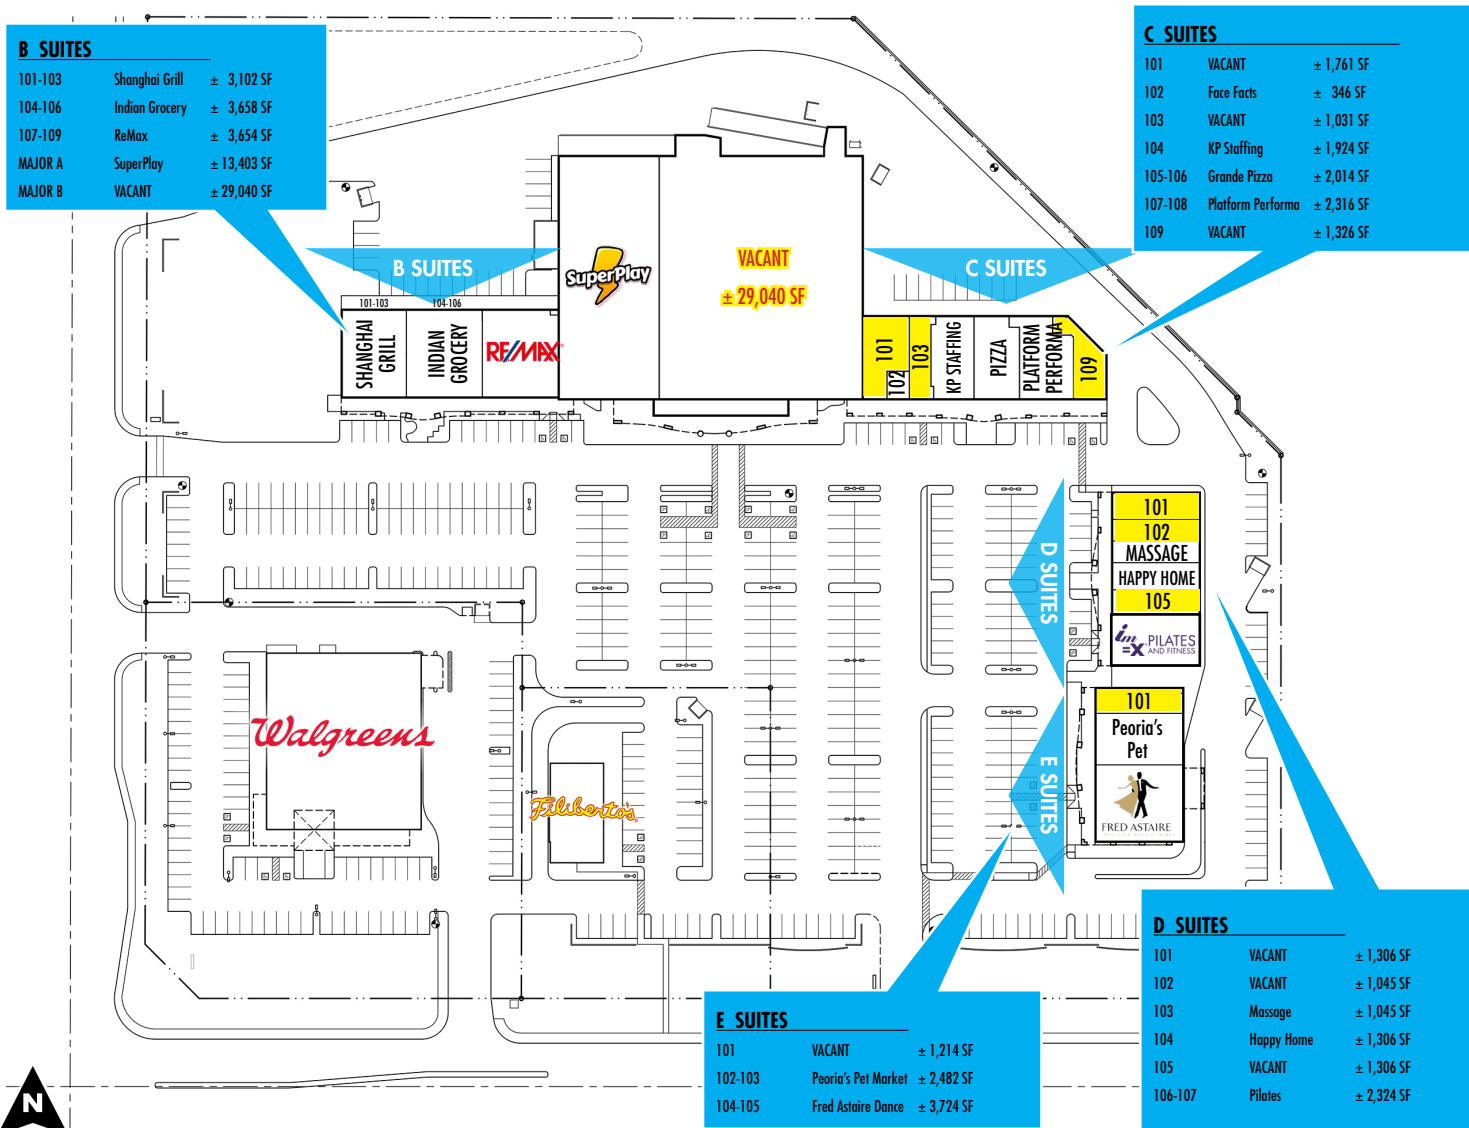 B SUITES
101-103 Shanghai Grill ± 3,102 SF
104-106 Indian Grocery ± 3,658 SF
107-109 ReMax ± 3,654 SF
MAJOR A SuperPlay ± 13,403 SF
MAJOR B VACANT ± 29,040 SF
C SUITES
101 VACANT ± 1,761 SF
102 Face Facts ± 346 SF
103 VACANT ± 1,031 SF
104 KP Staffing ± 1,924 SF
105-106 Grande Pizza ± 2,014 SF
107-108 Platform Performa ± 2,316 SF
109 VACANT ± 1,326 SF
B SUITES
SuperPlay
VACANT
± 29,040 SF
C SUITES
101-103
104-106
SHANGHAI
GRILL
INDIAN
GROCERY
RE/MAX
101
102
103
KP STAFFING
PIZZA
PLATFORM
PERFORMA
109
D SUITES
101
102
MASSAGE
HAPPY HOME
105
im=x PILATES
AND FITNESS
E SUITES
101
Peoria's
Pet
FRED ASTAIRE
Walgreens
Filiberto's
D SUITES
101 VACANT ± 1,306 SF
102 VACANT ± 1,045 SF
103 Massage ± 1,045 SF
104 Happy Home ± 1,306 SF
105 VACANT ± 1,306 SF
106-107 Pilates ± 2,324 SF
E SUITES
101 VACANT ± 1,214 SF
102-103 Peoria's Pet Market ± 2,482 SF
104-105 Fred Astaire Dance ± 3,724 SF
N